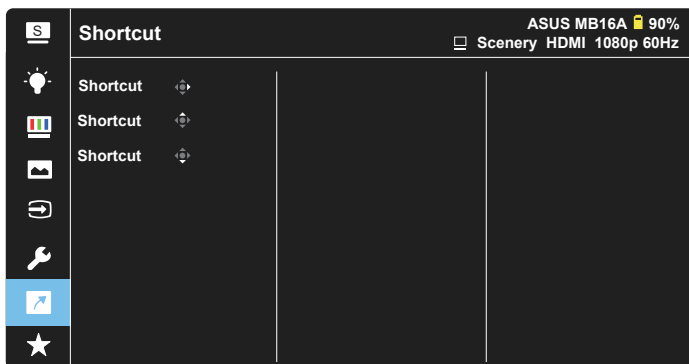 S
Shortcut
ASUS MB16A 90%
Scenery HDMI 1080p 60Hz
Shortcut
Shortcut
Shortcut